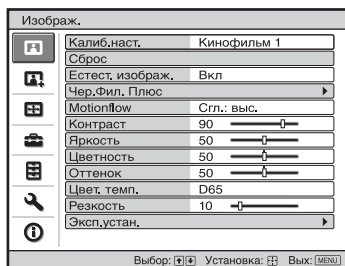 Изображ.
Калиб.наст. Кинофильм 1
Сброс
Естест. изображ. Вкл
Чер.Фил. Плюс
Motionflow Сгл.: выс.
Контраст 90
Яркость 50
Цветность 50
Оттенок 50
Цвет. темп. D65
Резкость 10
Эксп.устан.
Выбор: Установка: Вых: MENU